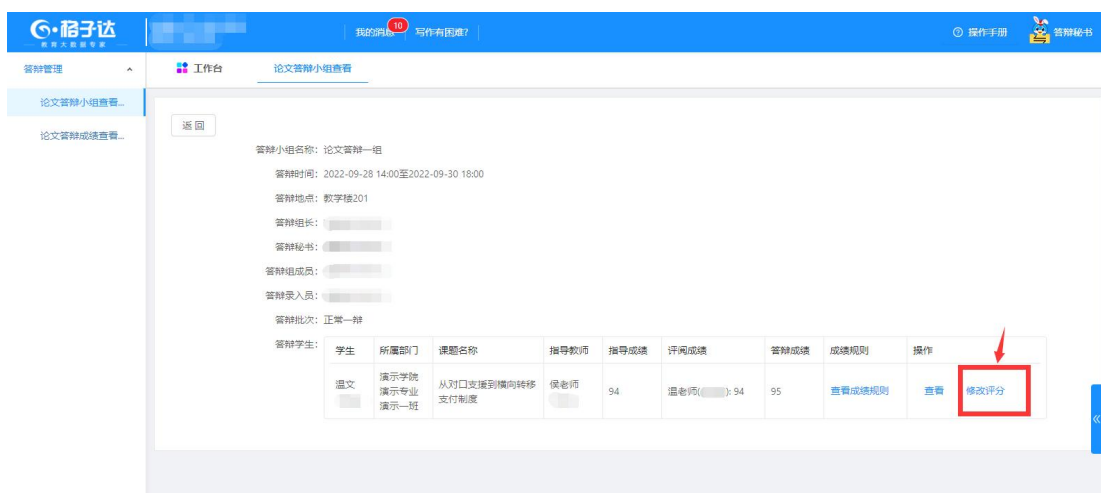 格子达
教育大数据专家
我的消息 10 写作有困难?
操作手册
答辩秘书
答辩管理
工作台
论文答辩小组查看
论文答辩小组查看...
论文答辩成绩查看...
返回
答辩小组名称: 论文答辩一组
答辩时间: 2022-09-28 14:00至2022-09-30 18:00
答辩地点: 教学楼201
答辩组长:
答辩秘书:
答辩组成员:
答辩录入员:
答辩批次: 正常一辩
答辩学生:
学生 所属部门 课题名称 指导教师 指导成绩 评阅成绩 答辩成绩 成绩规则 操作
温文 演示学院 从对口支援到横向转移 侯老师 94 温老师( ): 94 95 查看成绩规则 查看 修改评分
演示专业 支付制度
演示一班